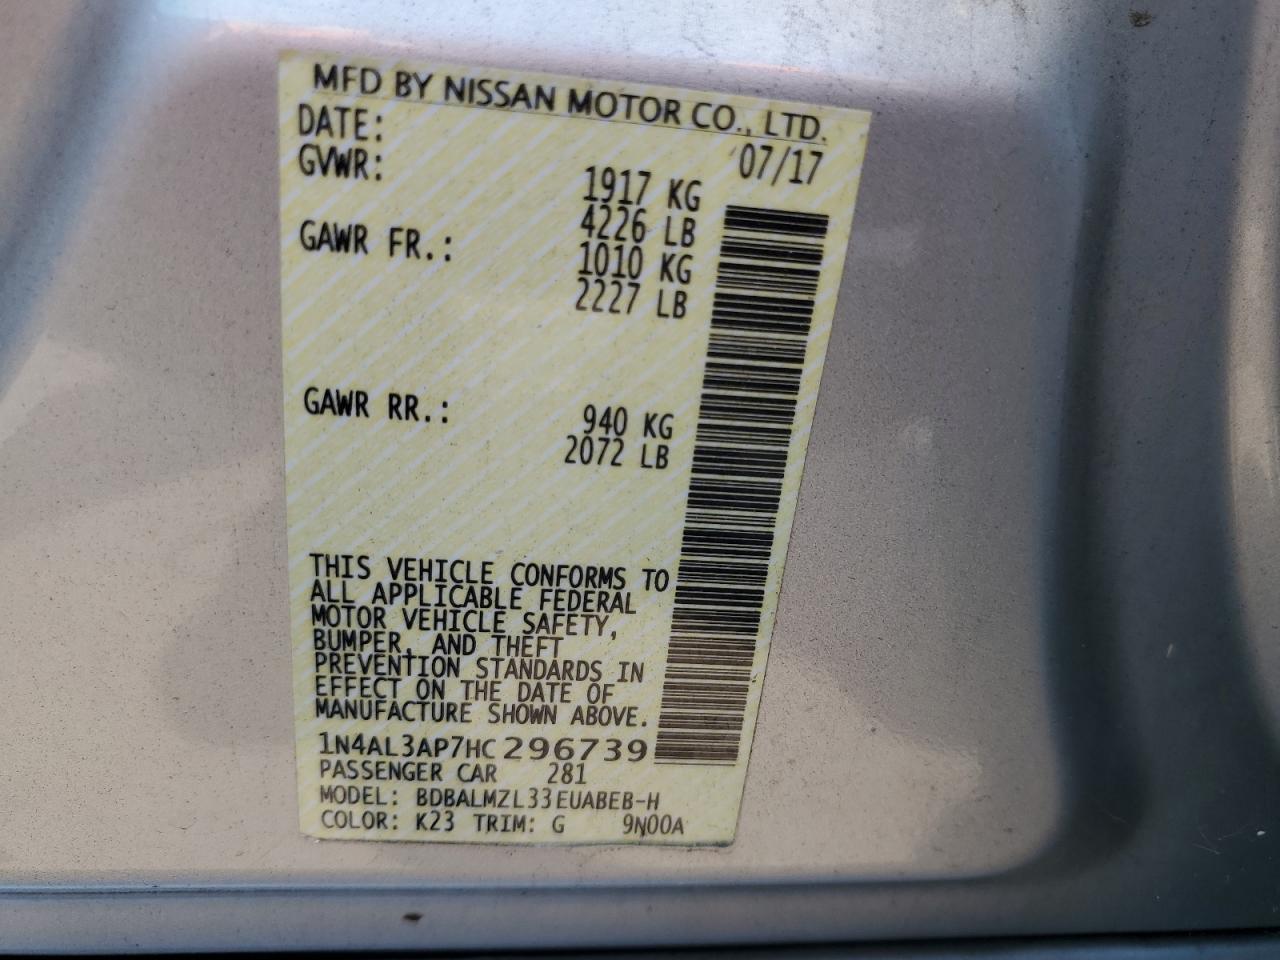 MFD BY NISSAN MOTOR CO., LTD.
DATE: 07/17
GVWR: 1917 KG
4226 LB
GAWR FR.: 1010 KG
2227 LB
GAWR RR.: 940 KG
2072 LB
THIS VEHICLE CONFORMS TO
ALL APPLICABLE FEDERAL
MOTOR VEHICLE SAFETY,
BUMPER, AND THEFT
PREVENTION STANDARDS IN
EFFECT ON THE DATE OF
MANUFACTURE SHOWN ABOVE.
1N4AL3AP7HC296739
PASSENGER CAR 281
MODEL: BDBALMZL33EUABEB-H
COLOR: K23 TRIM: G 9N00A